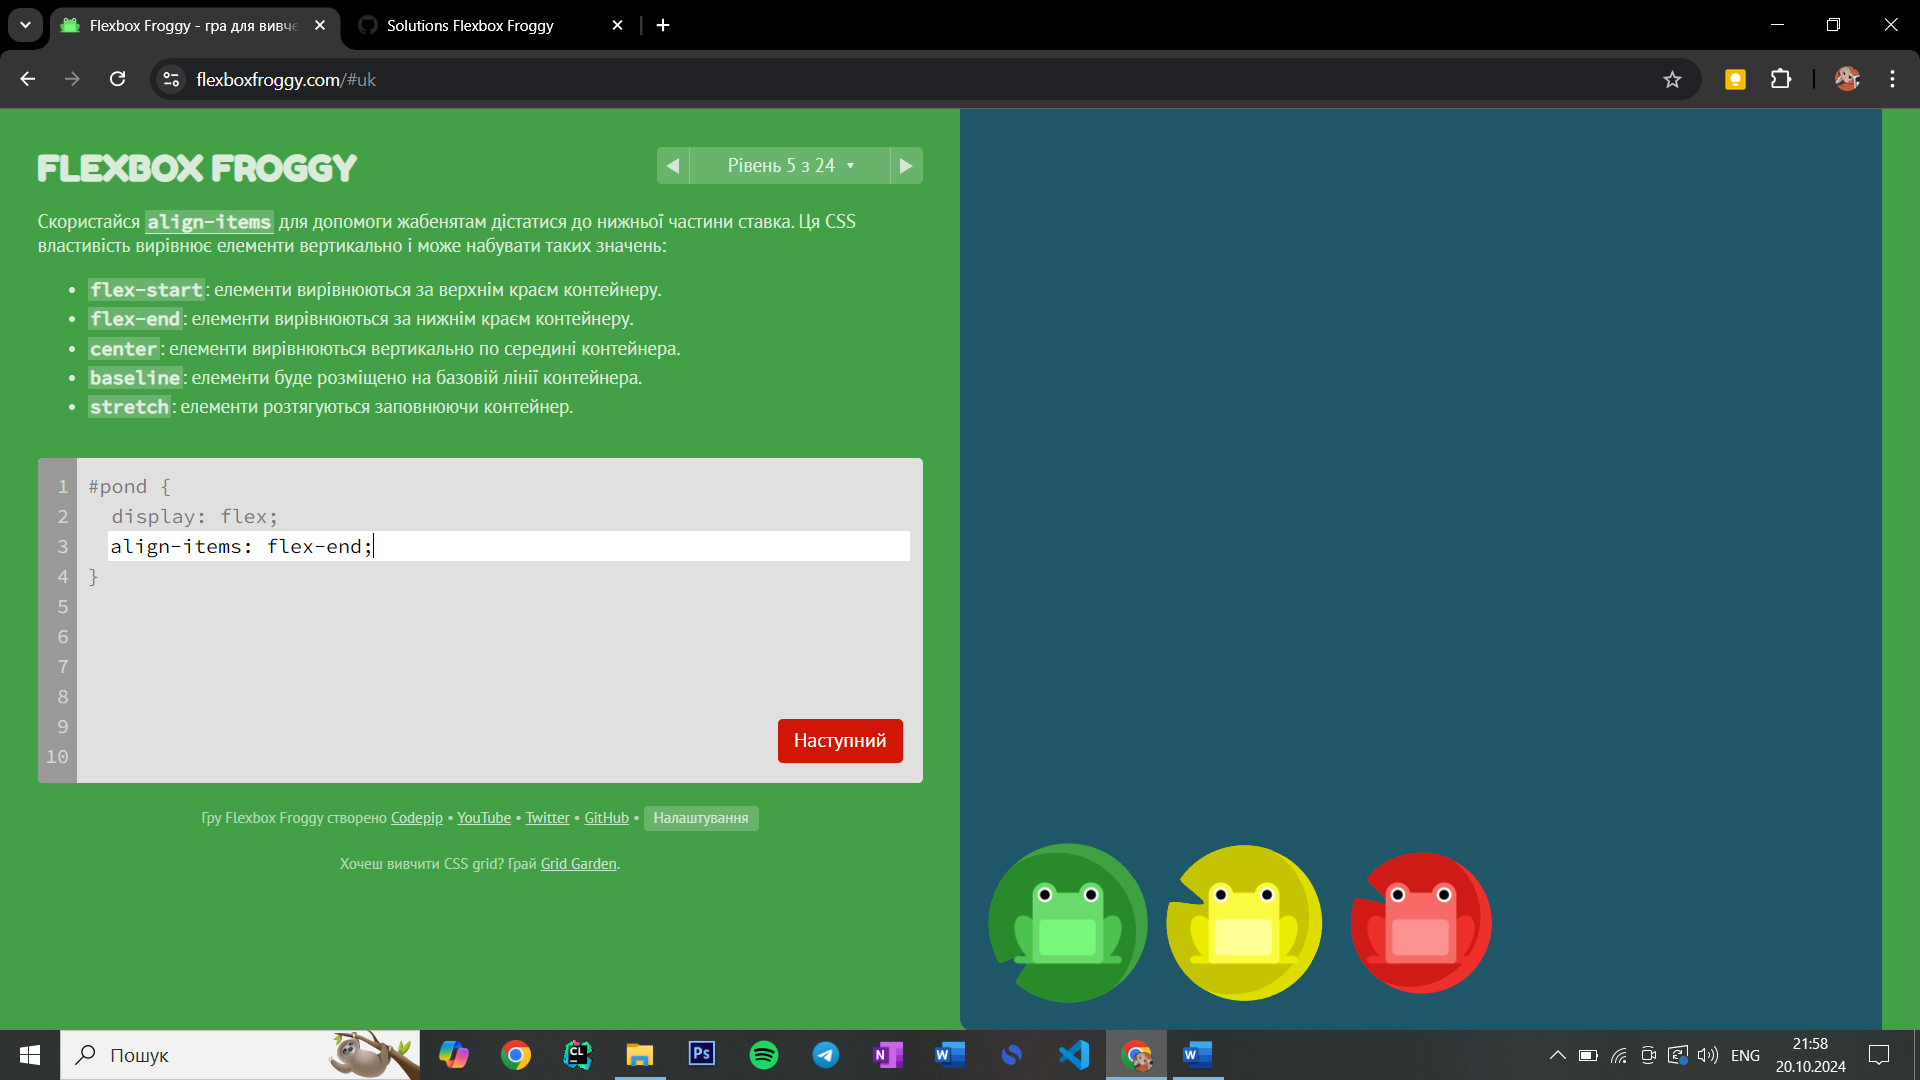 Flexbox Froggy - гра для вивче
Solutions Flexbox Froggy
flexboxfroggy.com/#uk
FLEXBOX FROGGY
Рівень 5 з 24
Скористайся align-items для допомоги жабенятам дістатися до нижньої частини ставка. Ця CSS
властивість вирівнює елементи вертикально і може набувати таких значень:
• flex-start: елементи вирівнюються за верхнім краєм контейнеру.
• flex-end: елементи вирівнюються за нижнім краєм контейнеру.
• center: елементи вирівнюються вертикально по середині контейнера.
• baseline: елементи буде розміщено на базовій лінії контейнера.
• stretch: елементи розтягуються заповнюючи контейнер.
1 #pond {
2 display: flex;
3 align-items: flex-end;
4 }
5
6
7
8
9
10
Наступний
Гру Flexbox Froggy створено Codepip • YouTube • Twitter • GitHub • Налаштування
Хочеш вивчити CSS grid? Грай Grid Garden.
Пошук
CL
Ps
N
W
W
ENG
21:58
20.10.2024